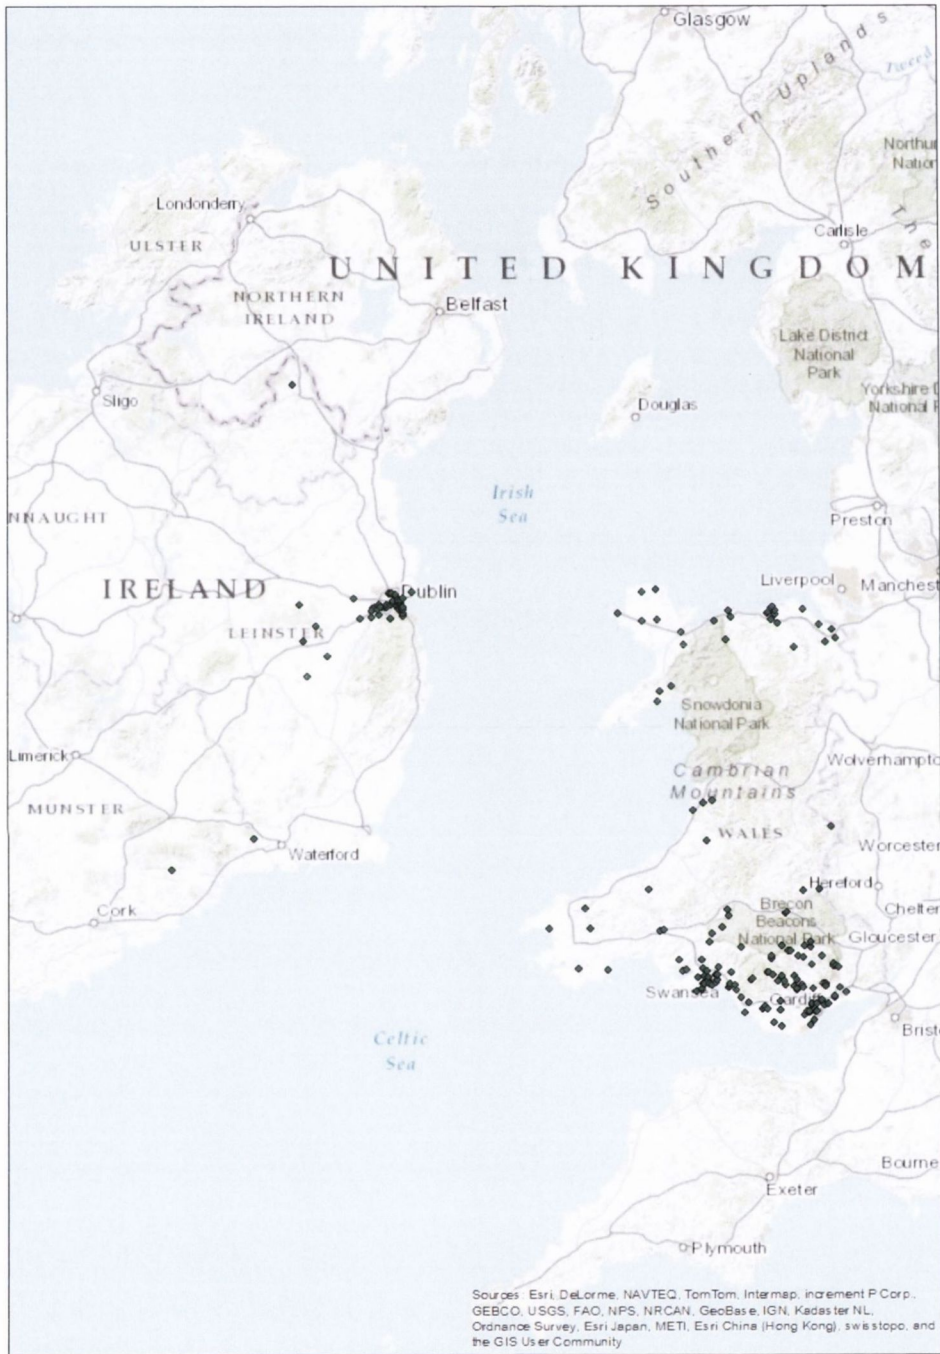 Glasgow
Southern Uplands
Tweed
Northu
Nation
Londonderry
ULSTER
Carlisle
The
UNITED KINGDOM
NORTHERN
IRELAND
Belfast
Lake District
National
Park
Sligo
Douglas
Yorkshire D
National P
Irish
Sea
NNAUGHT
Preston
IRELAND
Dublin
Liverpool
Manchest
LEINSTER
Snowdonia
National Park
Limerick
Wolverhampto
Cambrian
Mountains
MUNSTER
WALES
Waterford
Worcester
Hereford
Cork
Brecon
Beacons
National Park
Chelter
Gloucester
Swansea
Cardiff
Brist
Celtic
Sea
Bourne
Exeter
Plymouth
Sources: Esri, DeLorme, NAVTEQ, TomTom, Intermap, increment P Corp.,
GEBCO, USGS, FAO, NPS, NRCAN, GeoBase, IGN, Kadaster NL,
Ordnance Survey, Esri Japan, METI, Esri China (Hong Kong), swisstopo, and
the GIS User Community